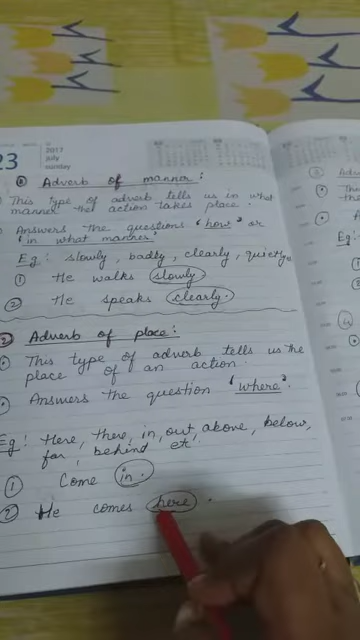 23
2017
July
Sunday
Adverb of manner:
This type of adverb tells us in what
manner the action takes place.
Answers the questions "how" or
"in what manner"
Eg: slowly, badly, clearly, quietly
① He walks slowly.
② He speaks clearly.
② Adverb of place:
This type of adverb tells us the
place of an action.
Answers the question "where".
Eg: Here, there, in, out above, below,
far, behind etc.
① Come in.
② He comes here.